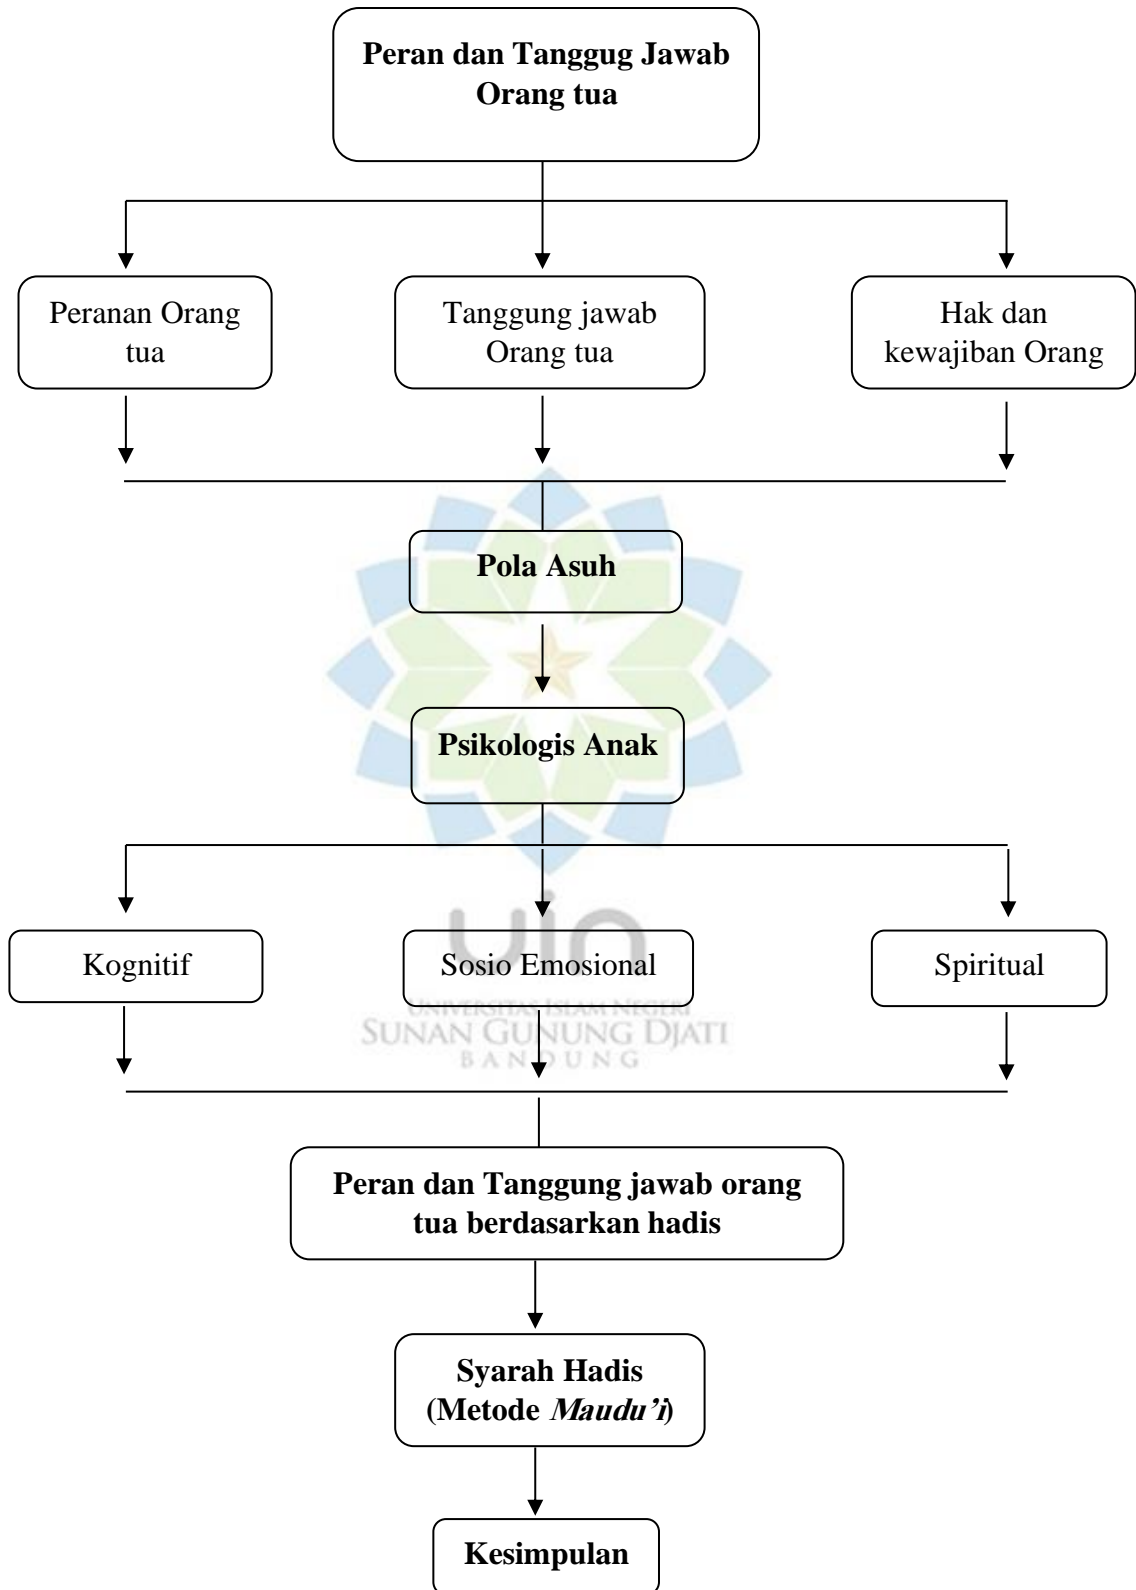 Peran dan Tanggug Jawab
Orang tua
Peranan Orang
tua
Tanggung jawab
Orang tua
Hak dan
kewajiban Orang
Pola Asuh
Psikologis Anak
Kognitif
uin
Sosio Emosional
Spiritual
UNIVERSITAS ISLAM NEGERI
SUNAN GUNUNG DJATI
BANDUNG
Peran dan Tanggung jawab orang
tua berdasarkan hadis
Syarah Hadis
(Metode Maudu’i)
Kesimpulan